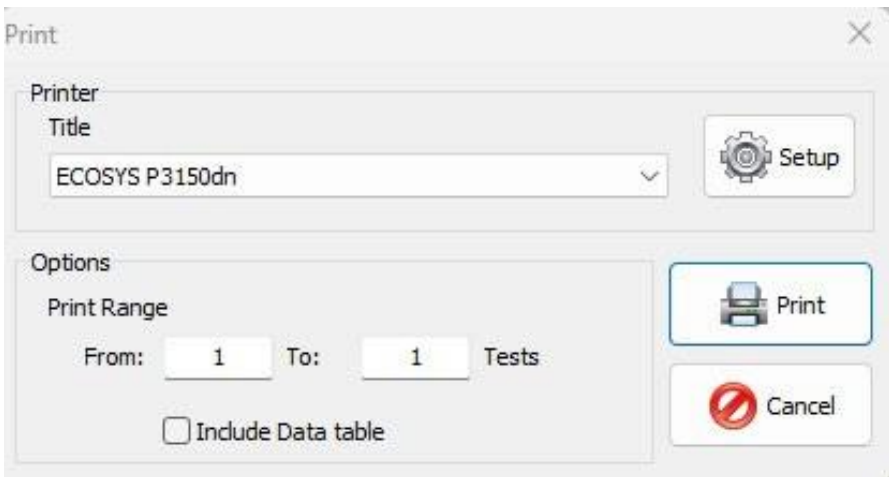 Print
Printer
Title
ECOSYS P3150dn
Setup
Options
Print Range
From: 1 To: 1 Tests
Include Data table
Print
Cancel